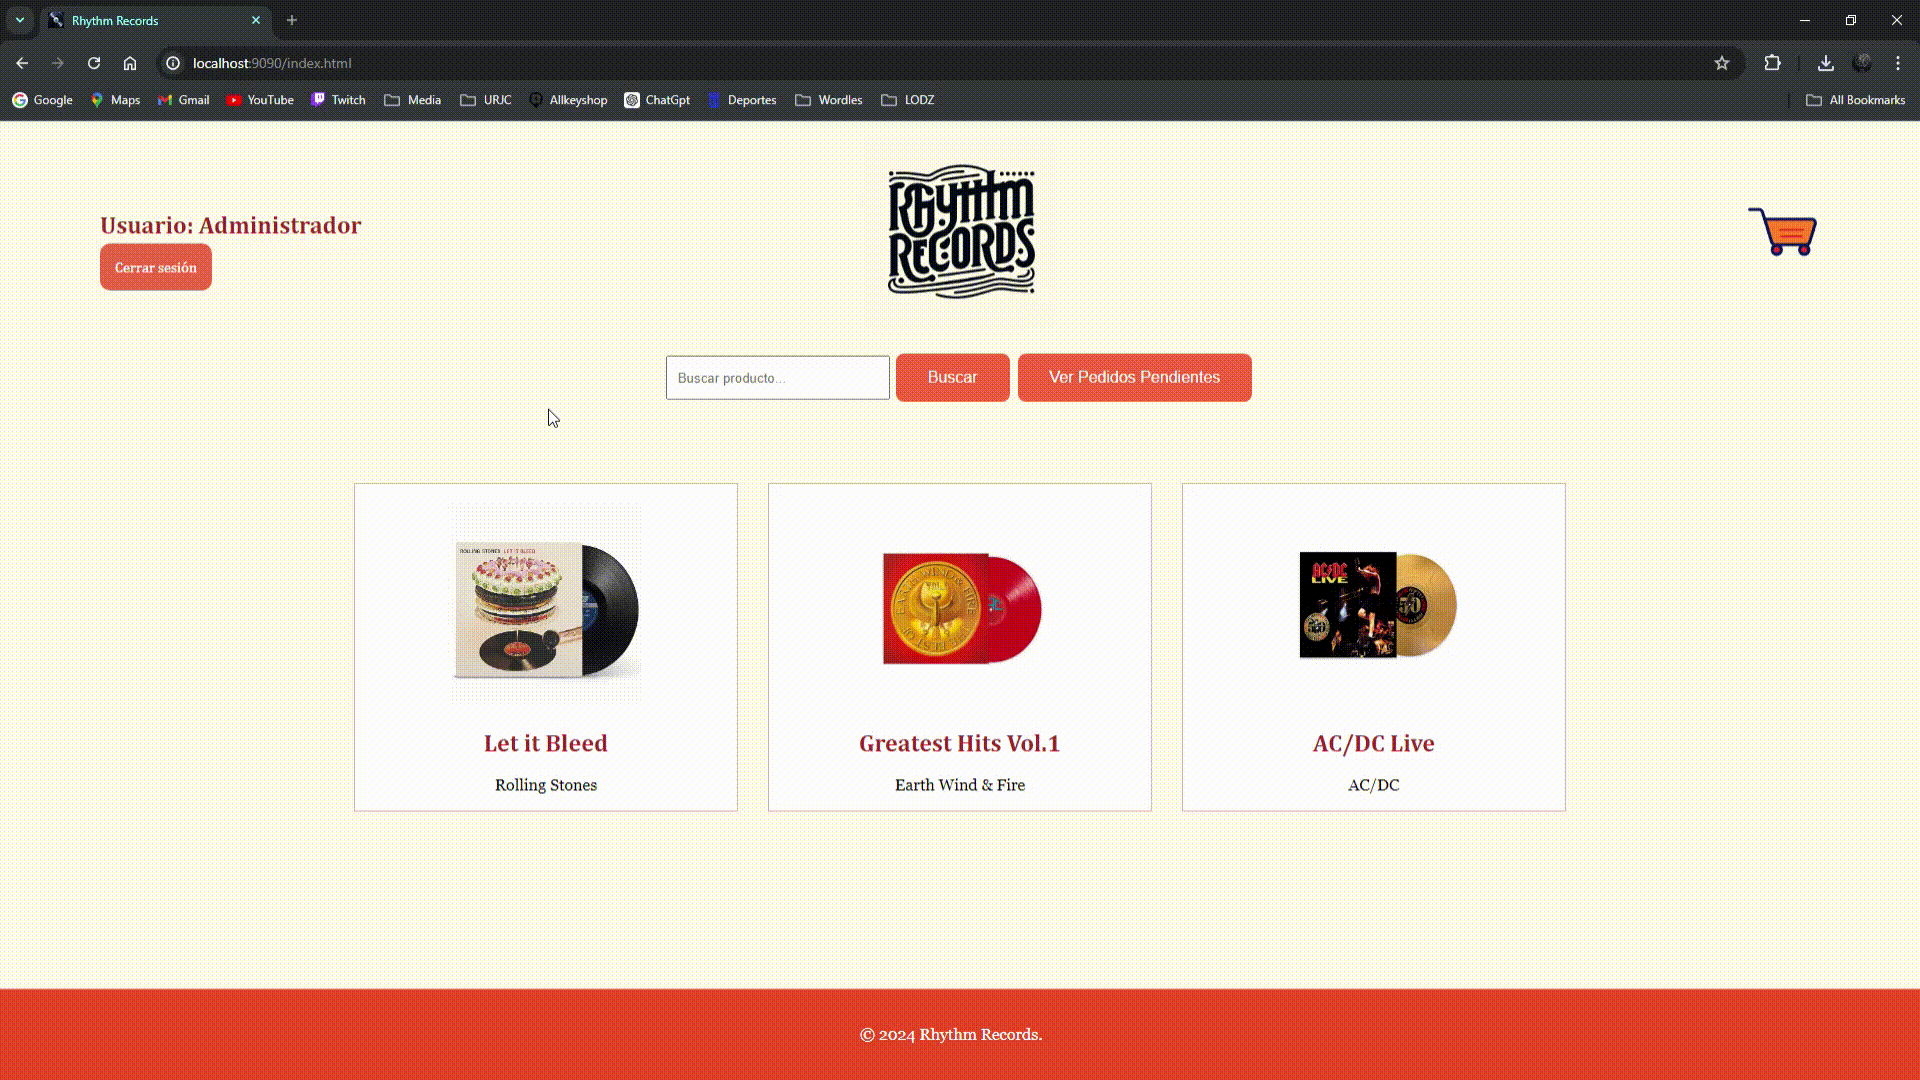 Rhythm Records
localhost:9090/index.html
Google Maps Gmail YouTube Twitch Media URJC Allkeyshop ChatGpt Deportes Wordles LODZ All Bookmarks
Rhythm
RECORDS
Usuario: Administrador
Cerrar sesión
Buscar producto... Buscar Ver Pedidos Pendientes
ROLLING STONES LET IT BLEED
AC/DC
LIVE
50
Let it Bleed
Rolling Stones
Greatest Hits Vol.1
Earth Wind & Fire
AC/DC Live
AC/DC
© 2024 Rhythm Records.